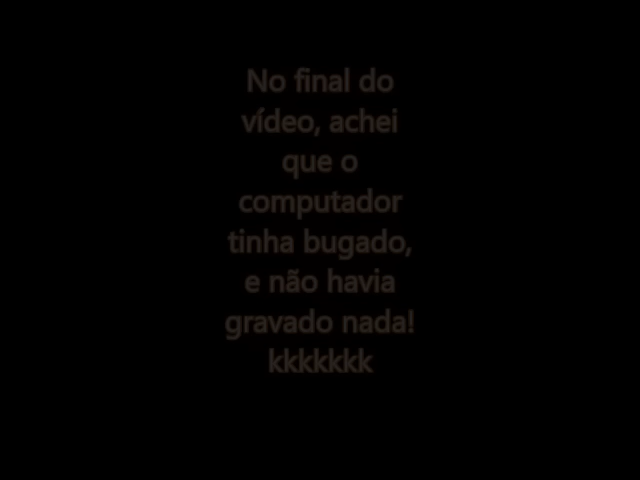 No final do
vídeo, achei
que o
computador
tinha bugado,
e não havia
gravado nada!
kkkkkkk